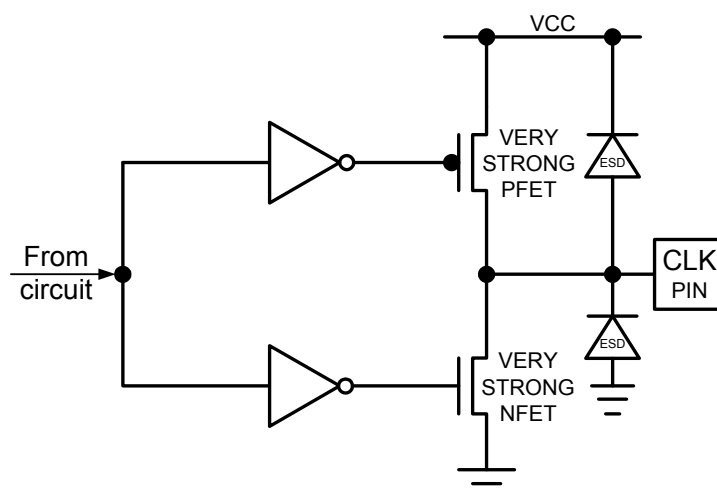 VCC
VERY
STRONG
PFET
ESD
From
circuit
CLK
PIN
ESD
VERY
STRONG
NFET